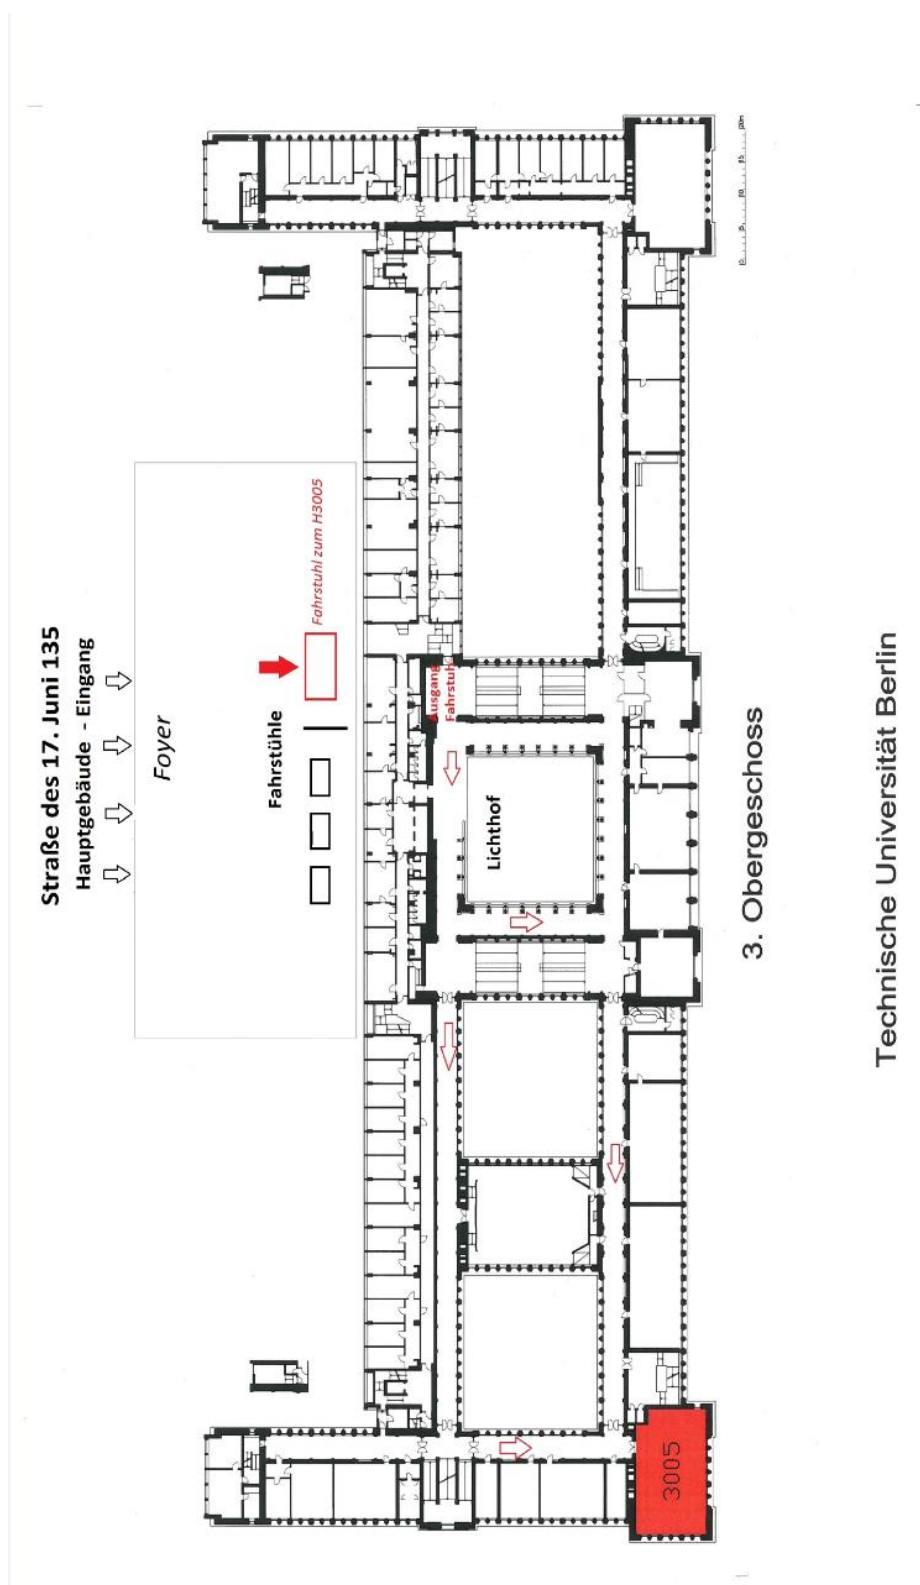 Straße des 17. Juni 135
Hauptgebäude - Eingang
Foyer
Fahrstühle
Fahrstuhl zum H3005
Ausgang
Fahrstuhl
Lichthof
3005
3. Obergeschoss
Technische Universität Berlin